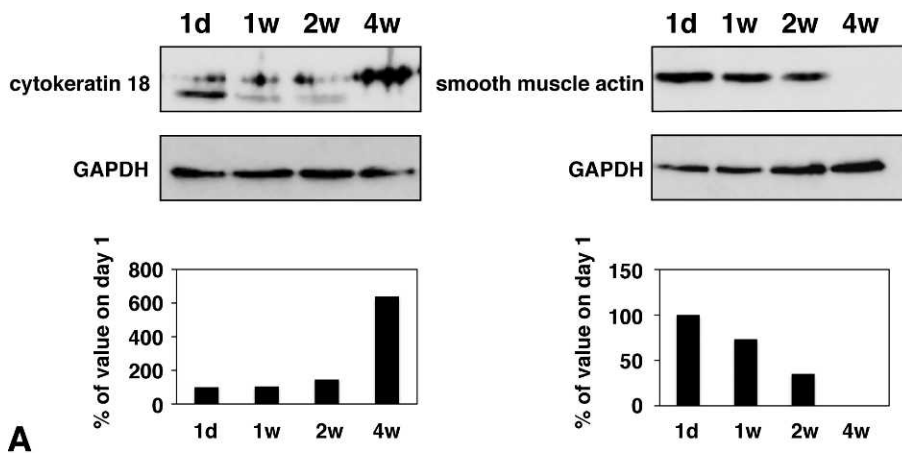 1d 1w 2w 4w
cytokeratin 18
GAPDH
% of value on day 1
800
600
400
200
0
1d 1w 2w 4w
1d 1w 2w 4w
smooth muscle actin
GAPDH
% of value on day 1
150
100
50
0
1d 1w 2w 4w
A